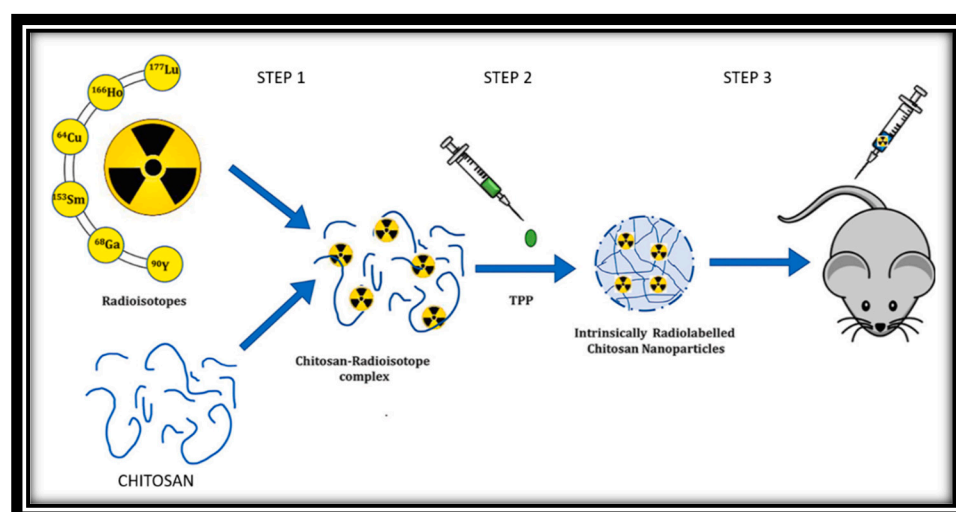 STEP 1
STEP 2
STEP 3
¹⁷⁷Lu
¹⁶⁶Ho
⁶⁴Cu
¹⁵³Sm
⁶⁸Ga
⁹⁰Y
Radioisotopes
CHITOSAN
Chitosan-Radioisotope
complex
TPP
Intrinsically Radiolabelled
Chitosan Nanoparticles